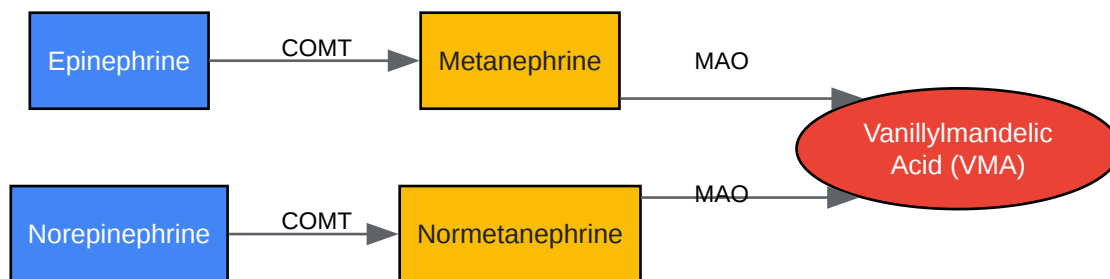 Epinephrine
COMT
Metanephrine
MAO
Vanillylmandelic
Acid (VMA)
Norepinephrine
COMT
Normetanephrine
MAO